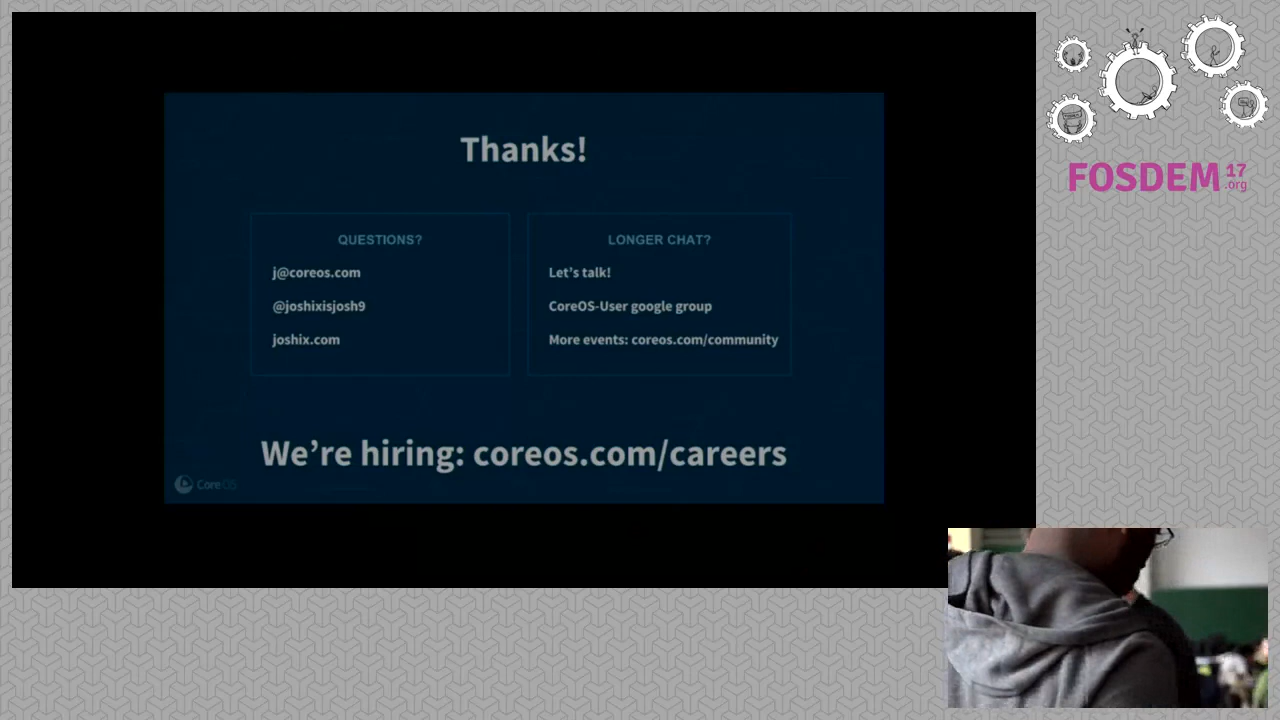 Thanks!
QUESTIONS?
j@coreos.com
@joshixisjosh9
joshix.com
LONGER CHAT?
Let's talk!
CoreOS-User google group
More events: coreos.com/community
We're hiring: coreos.com/careers
CoreOS
FOSDEM 17
.org